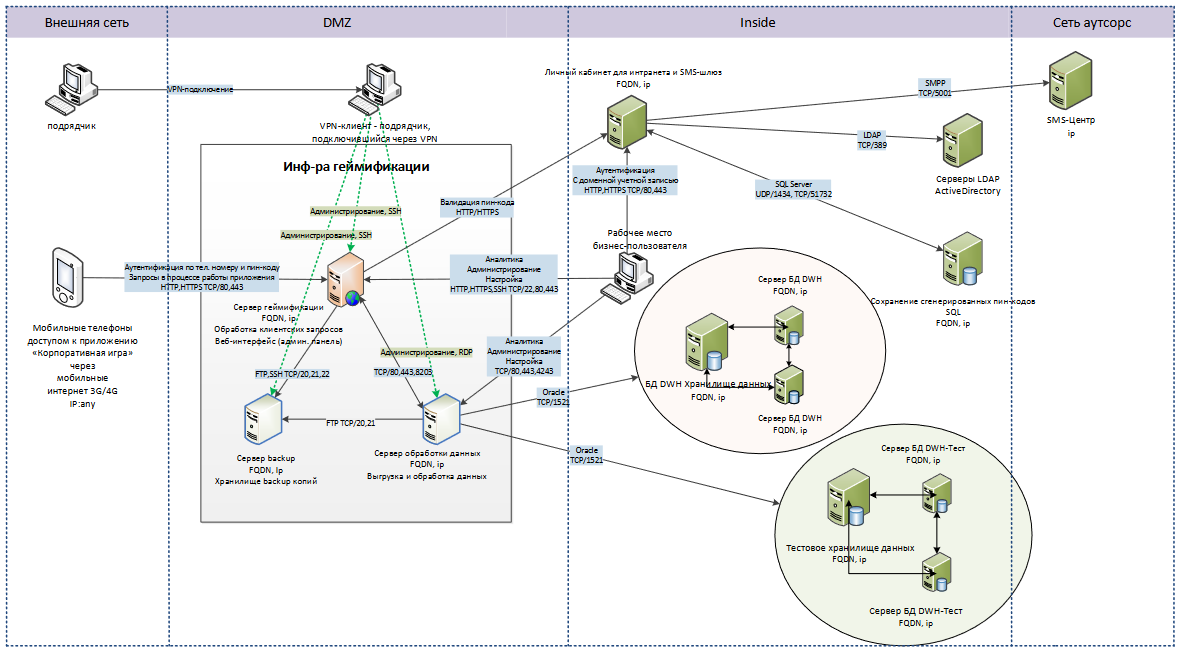 Внешняя сеть
DMZ
Inside
Сеть аутсорс
подрядчик
VPN-подключение
VPN-клиент - подрядчик,
подключившийся через VPN
Личный кабинет для интранета и SMS-шлюз
FQDN, ip
SMPP
TCP/5001
SMS-Центр
ip
LDAP
TCP/389
Серверы LDAP
ActiveDirectory
Инф-ра геймификации
Аутентификация
С доменной учетной записью
HTTP,HTTPS TCP/80,443
SQL Server
UDP/1434, TCP/51732
Валидация пин-кода
HTTP/HTTPS
Администрирование, SSH
Администрирование, SSH
Рабочее место
бизнес-пользователя
Аутентификация по тел. номеру и пин-коду
Запросы в процессе работы приложения
HTTP,HTTPS TCP/80,443
Аналитика
Администрирование
Настройка
HTTP,HTTPS,SSH TCP/22,80,443
Сервер геймификации
FQDN, ip
Обработка клиентских запросов
Веб-интерфейс (админ. панель)
Сохранение сгенерированных пин-кодов
SQL
FQDN, ip
Мобильные телефоны
доступом к приложению
«Корпоративная игра»
через
мобильные
интернет 3G/4G
IP:any
Администрирование, RDP
TCP/80,443,8203
FTP,SSH TCP/20,21,22
Аналитика
Администрирование
Настройка
TCP/80,443,4243
Сервер БД DWH
FQDN, ip
БД DWH Хранилище данных
FQDN, ip
Сервер БД DWH
FQDN, ip
Oracle
TCP/1521
FTP TCP/20,21
Сервер backup
FQDN, Ip
Хранилище backup копий
Сервер обработки данных
FQDN, ip
Выгрузка и обработка данных
Oracle
TCP/1521
Сервер БД DWH-Тест
FQDN, ip
Тестовое хранилище данных
FQDN, ip
Сервер БД DWH-Тест
FQDN, ip